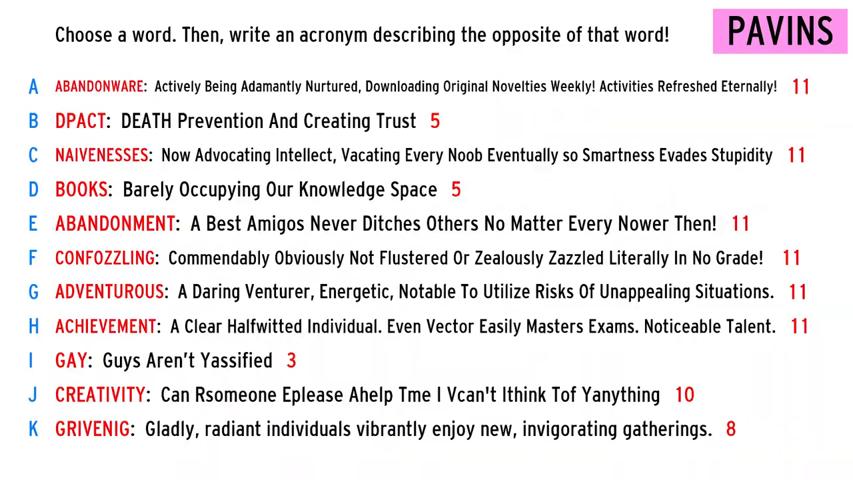 Choose a word. Then, write an acronym describing the opposite of that word!
PAVINS
A ABANDONWARE: Actively Being Adamantly Nurtured, Downloading Original Novelties Weekly! Activities Refreshed Eternally! 11
B DPACT: DEATH Prevention And Creating Trust 5
C NAIVENESSES: Now Advocating Intellect, Vacating Every Noob Eventually so Smartness Evades Stupidity 11
D BOOKS: Barely Occupying Our Knowledge Space 5
E ABANDONMENT: A Best Amigos Never Ditches Others No Matter Every Nower Then! 11
F CONFOZZLING: Commendably Obviously Not Flustered Or Zealously Zazzled Literally In No Grade! 11
G ADVENTUROUS: A Daring Venturer, Energetic, Notable To Utilize Risks Of Unappealing Situations. 11
H ACHIEVEMENT: A Clear Halfwitted Individual. Even Vector Easily Masters Exams. Noticeable Talent. 11
I GAY: Guys Aren't Yassified 3
J CREATIVITY: Can Rsomeone Eplease Ahelp Tme I Vcan't Ithink Tof Yanything 10
K GRIVENIG: Gladly, radiant individuals vibrantly enjoy new, invigorating gatherings. 8